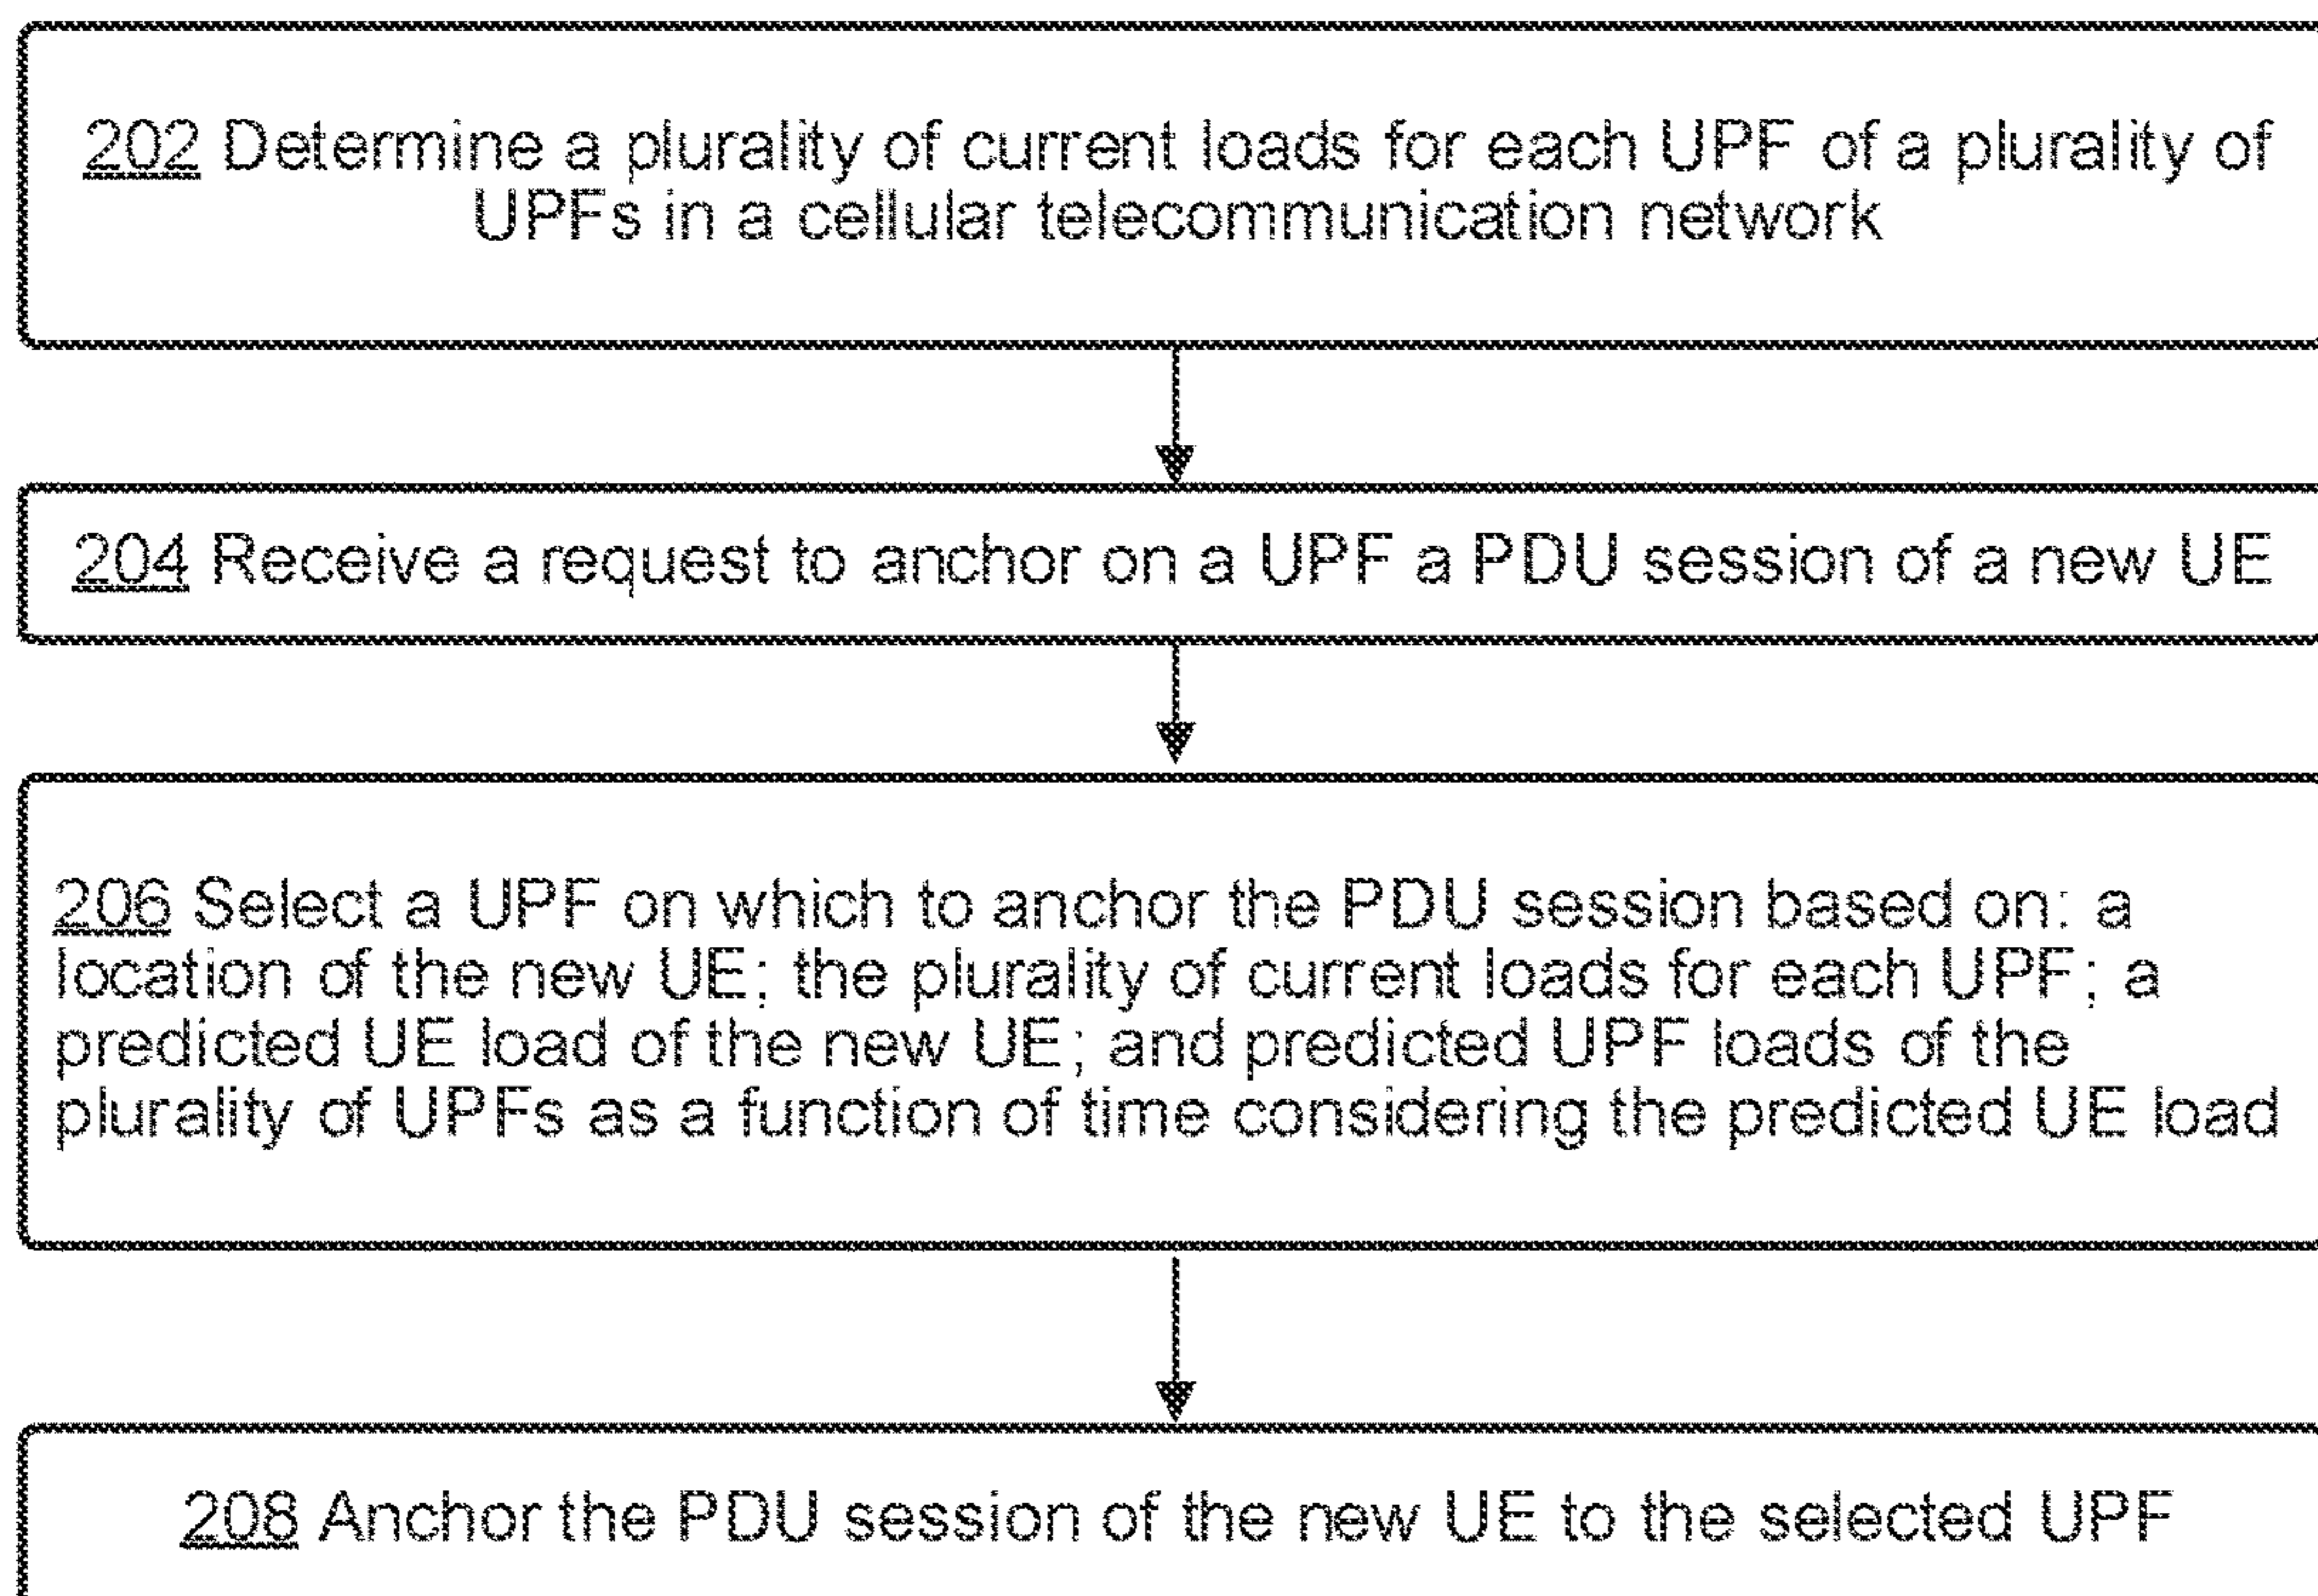 202 Determine a plurality of current loads for each UPF of a plurality of
UPFs in a cellular telecommunication network
204 Receive a request to anchor on a UPF a PDU session of a new UE
206 Select a UPF on which to anchor the PDU session based on: a
location of the new UE; the plurality of current loads for each UPF; a
predicted UE load of the new UE; and predicted UPF loads of the
plurality of UPFs as a function of time considering the predicted UE load
208 Anchor the PDU session of the new UE to the selected UPF